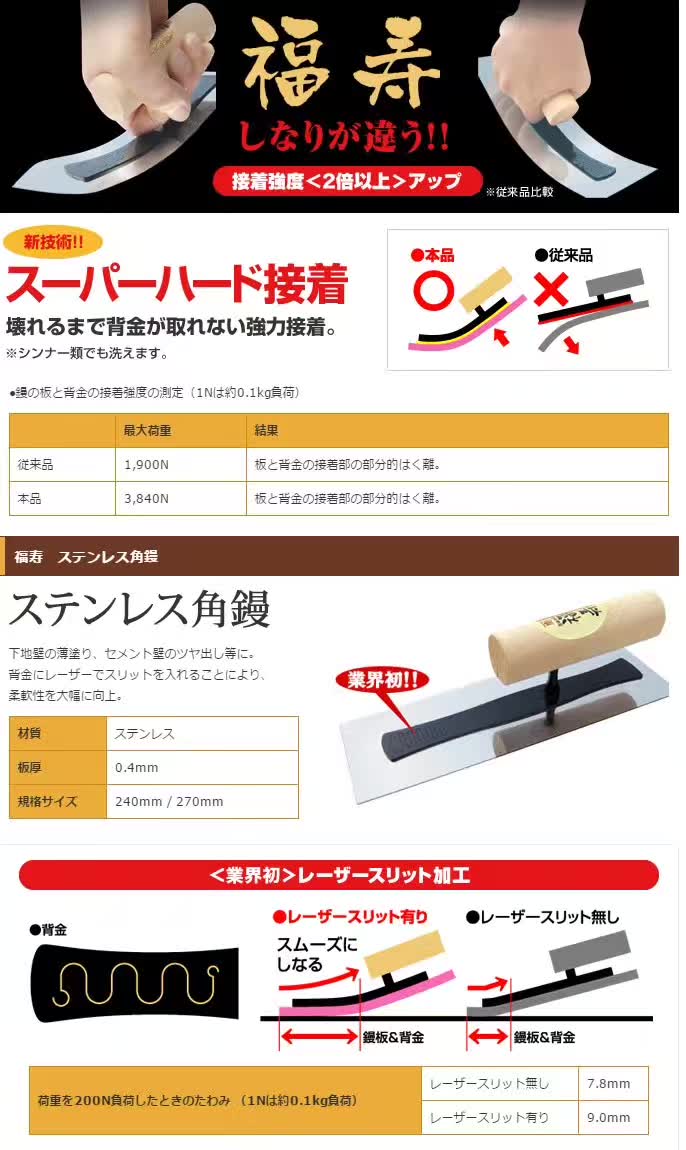 福寿
しなりが違う!!
接着強度<2倍以上>アップ
※従来品比較
新技術!!
スーパーハード接着
壊れるまで背金が取れない強力接着。
※シンナー類でも洗えます。
●本品
●従来品
●鏝の板と背金の接着強度の測定（1Nは約0.1kg負荷）
最大荷重 結果
従来品 1,900N 板と背金の接着部の部分的はく離。
本品 3,840N 板と背金の接着部の部分的はく離。
福寿　ステンレス角鏝
ステンレス角鏝
下地壁の薄塗り、セメント壁のツヤ出し等に。
背金にレーザーでスリットを入れることにより、
柔軟性を大幅に向上。
業界初!!
材質 ステンレス
板厚 0.4mm
規格サイズ 240mm / 270mm
<業界初>レーザースリット加工
●背金
●レーザースリット有り
スムーズに
しなる
鏝板&背金
●レーザースリット無し
鏝板&背金
荷重を200N負荷したときのたわみ （1Nは約0.1kg負荷）
レーザースリット無し 7.8mm
レーザースリット有り 9.0mm